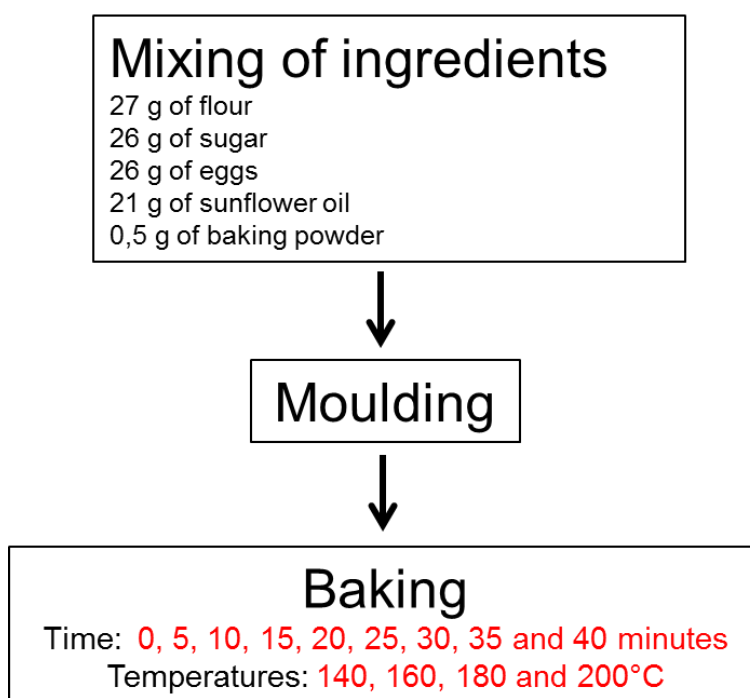 Mixing of ingredients
27 g of flour
26 g of sugar
26 g of eggs
21 g of sunflower oil
0,5 g of baking powder
Moulding
Baking
Time: 0, 5, 10, 15, 20, 25, 30, 35 and 40 minutes
Temperatures: 140, 160, 180 and 200°C